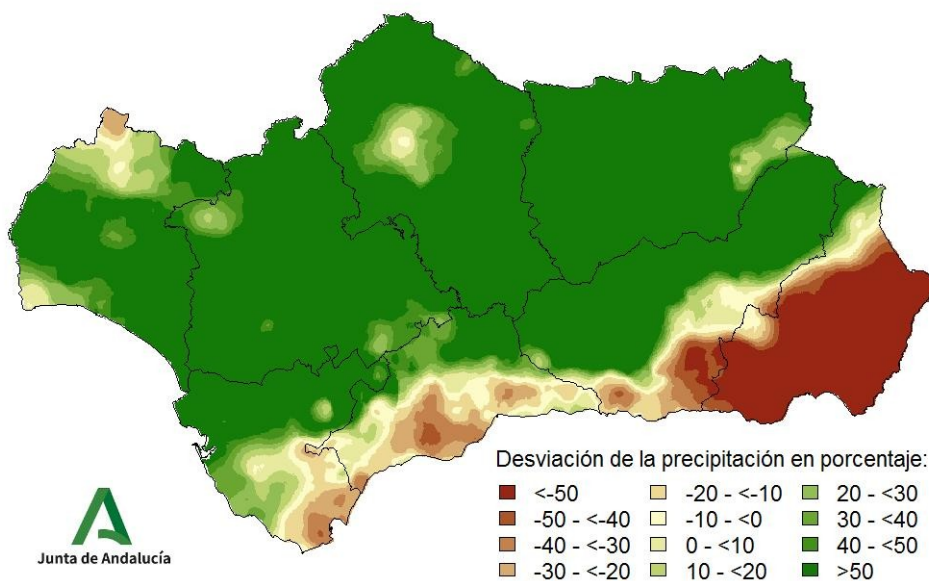 Desviación de la precipitación en porcentaje:
<-50 -20 - <-10 20 - <30
-50 - <-40 -10 - <0 30 - <40
-40 - <-30 0 - <10 40 - <50
-30 - <-20 10 - <20 >50
Junta de Andalucía